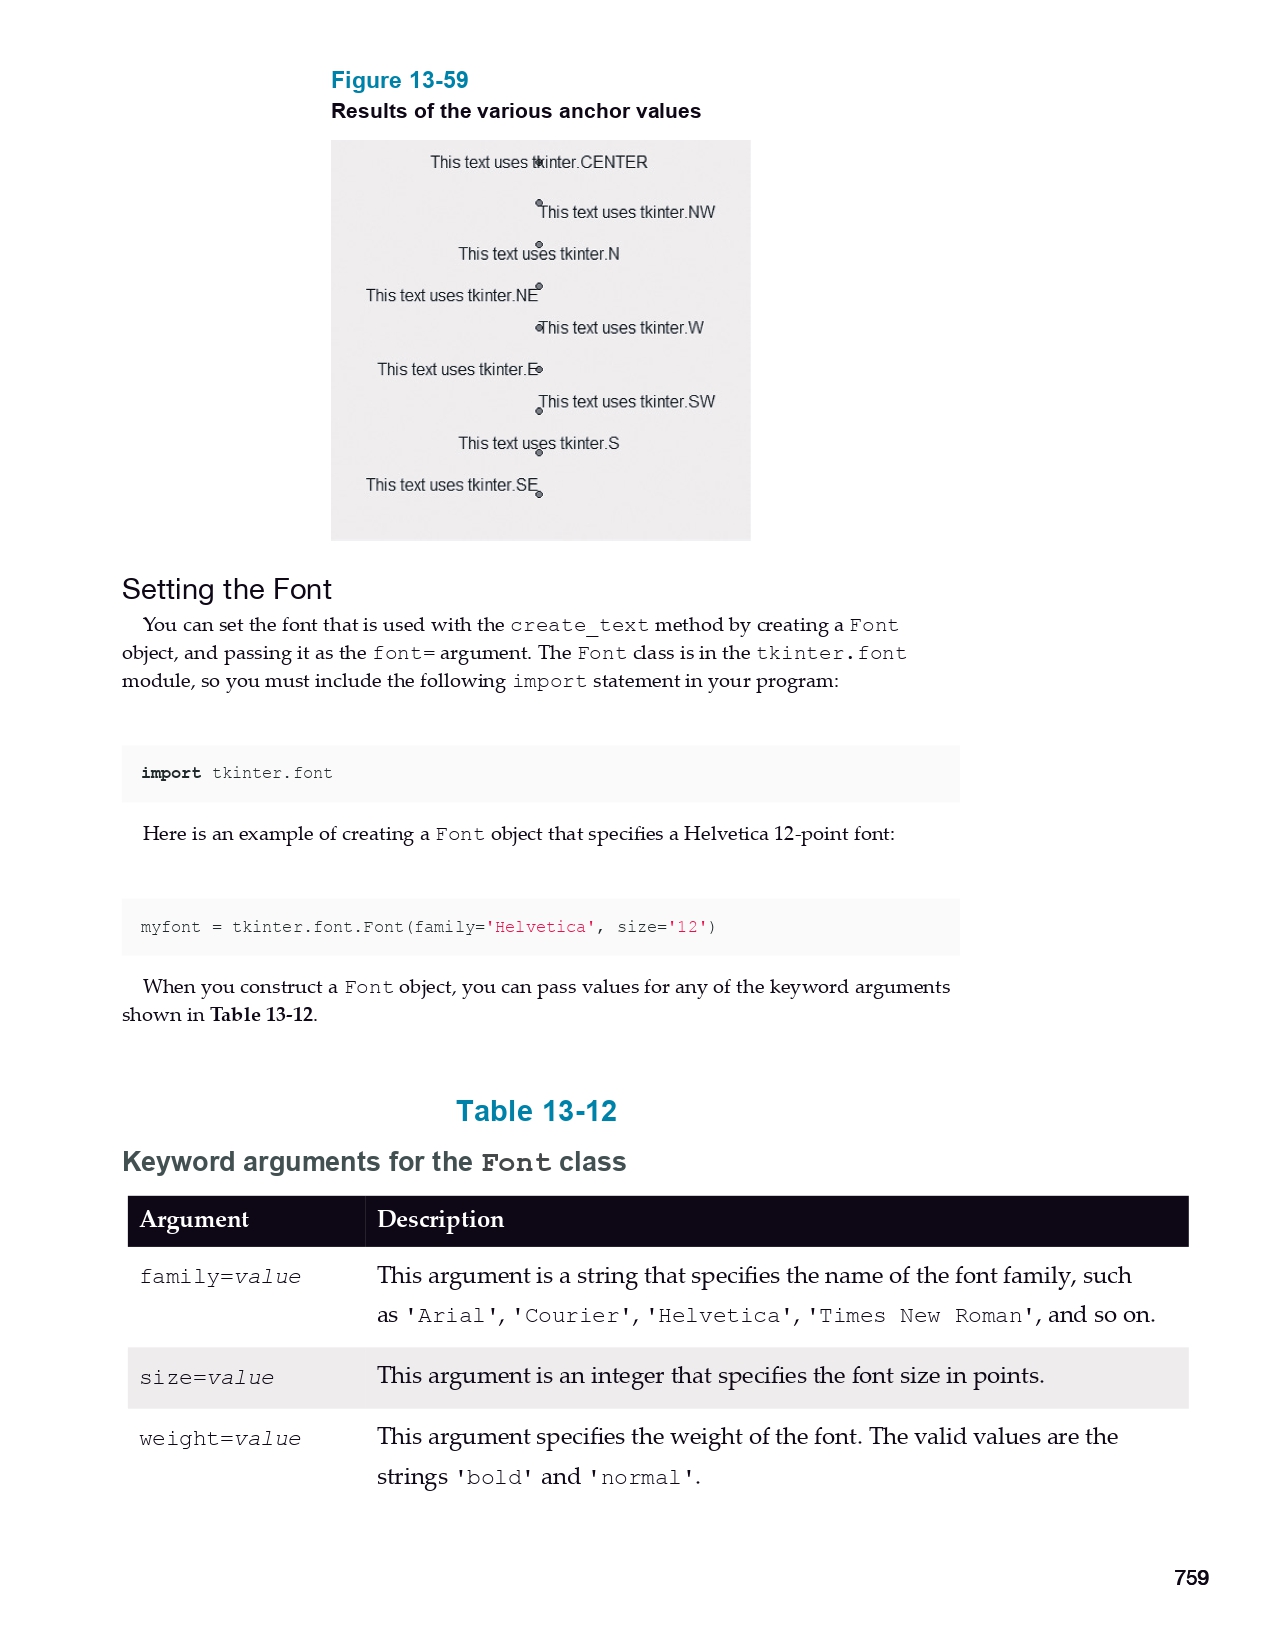 Figure 13-59
Results of the various anchor values
This text uses tkinter.CENTER
This text uses tkinter.NW
This text uses tkinter.N
This text uses tkinter.NE
This text uses tkinter.W
This text uses tkinter.E
This text uses tkinter.SW
This text uses tkinter.S
This text uses tkinter.SE
Setting the Font
You can set the font that is used with the create_text method by creating a Font
object, and passing it as the font= argument. The Font class is in the tkinter.font
module, so you must include the following import statement in your program:
import tkinter.font
Here is an example of creating a Font object that specifies a Helvetica 12-point font:
myfont = tkinter.font.Font(family='Helvetica', size='12')
When you construct a Font object, you can pass values for any of the keyword arguments
shown in Table 13-12.
Table 13-12
Keyword arguments for the Font class
Argument Description
family=value This argument is a string that specifies the name of the font family, such
as 'Arial', 'Courier', 'Helvetica', 'Times New Roman', and so on.
size=value This argument is an integer that specifies the font size in points.
weight=value This argument specifies the weight of the font. The valid values are the
strings 'bold' and 'normal'.
759